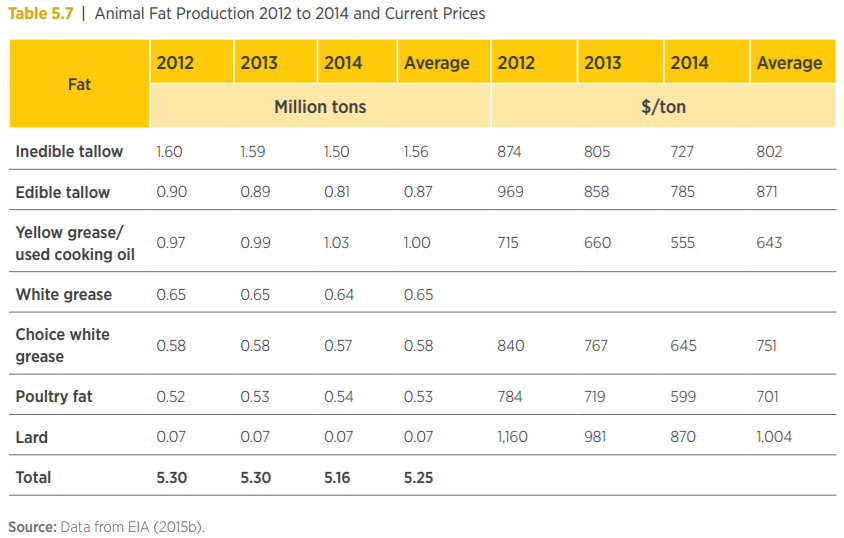 Table 5.7 | Animal Fat Production 2012 to 2014 and Current Prices
Fat 2012 2013 2014 Average 2012 2013 2014 Average
Million tons $/ton
Inedible tallow 1.60 1.59 1.50 1.56 874 805 727 802
Edible tallow 0.90 0.89 0.81 0.87 969 858 785 871
Yellow grease/
used cooking oil 0.97 0.99 1.03 1.00 715 660 555 643
White grease 0.65 0.65 0.64 0.65
Choice white
grease 0.58 0.58 0.57 0.58 840 767 645 751
Poultry fat 0.52 0.53 0.54 0.53 784 719 599 701
Lard 0.07 0.07 0.07 0.07 1,160 981 870 1,004
Total 5.30 5.30 5.16 5.25
Source: Data from EIA (2015b).